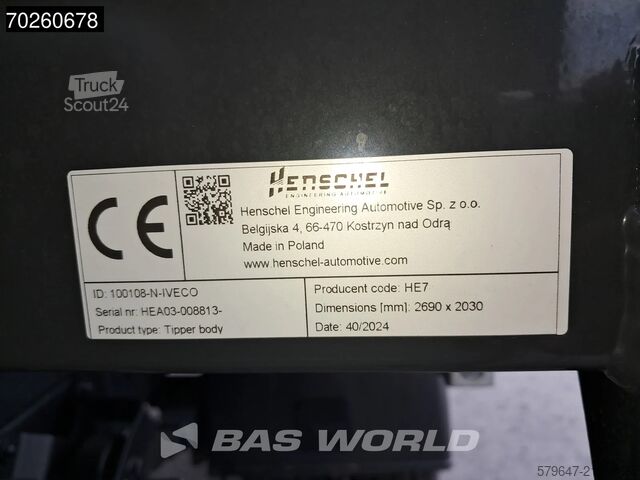 70260678
Truck
Scout24
HENSCHEL
ENGINEERING AUTOMOTIVE
Henschel Engineering Automotive Sp. z o.o.
Belgijska 4, 66-470 Kostrzyn nad Odrą
Made in Poland
www.henschel-automotive.com
CE
ID: 100108-N-IVECO
Serial nr: HEA03-008813-
Product type: Tipper body
Producent code: HE7
Dimensions [mm]: 2690 x 2030
Date: 40/2024
BAS WORLD
579647-2